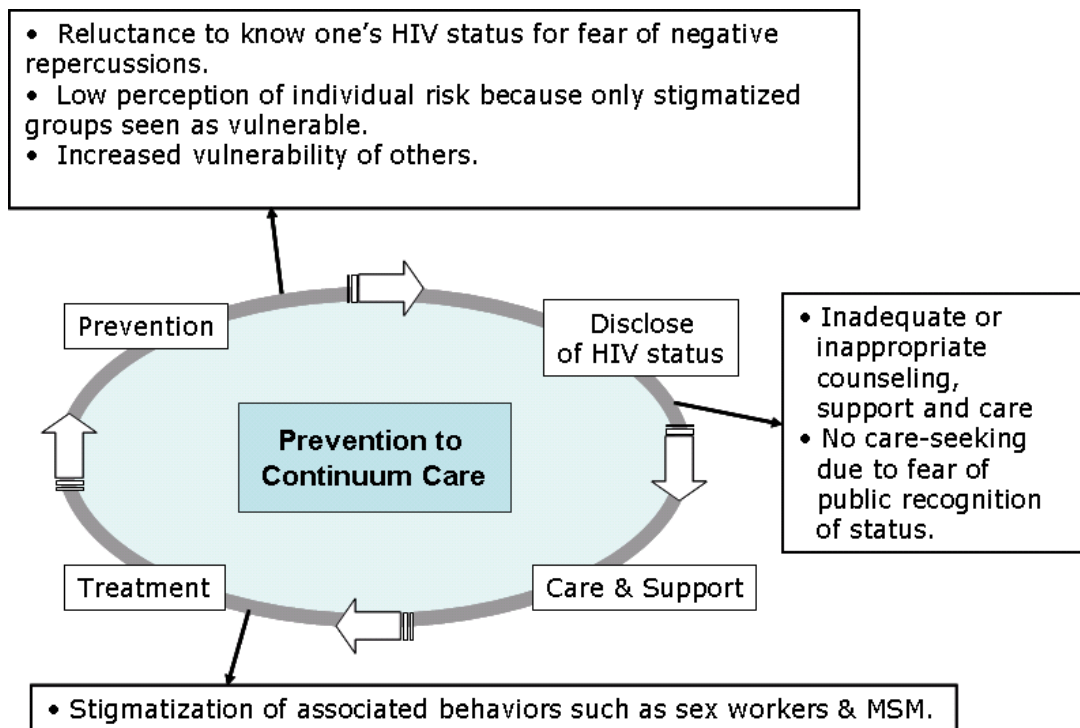 • Reluctance to know one's HIV status for fear of negative
repercussions.
• Low perception of individual risk because only stigmatized
groups seen as vulnerable.
• Increased vulnerability of others.
Prevention
Disclose
of HIV status
• Inadequate or
inappropriate
counseling,
support and care
• No care-seeking
due to fear of
public recognition
of status.
Prevention to
Continuum Care
Treatment
Care & Support
• Stigmatization of associated behaviors such as sex workers & MSM.